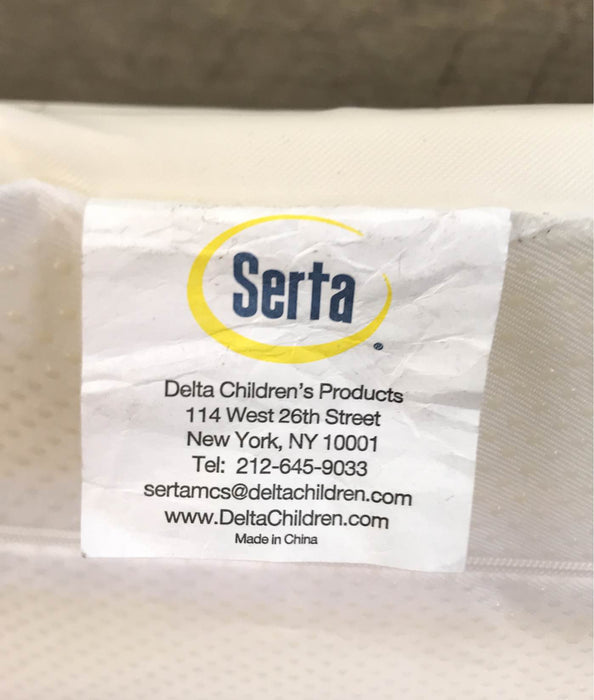 Serta
Delta Children's Products
114 West 26th Street
New York, NY 10001
Tel: 212-645-9033
sertamcs@deltachildren.com
www.DeltaChildren.com
Made in China